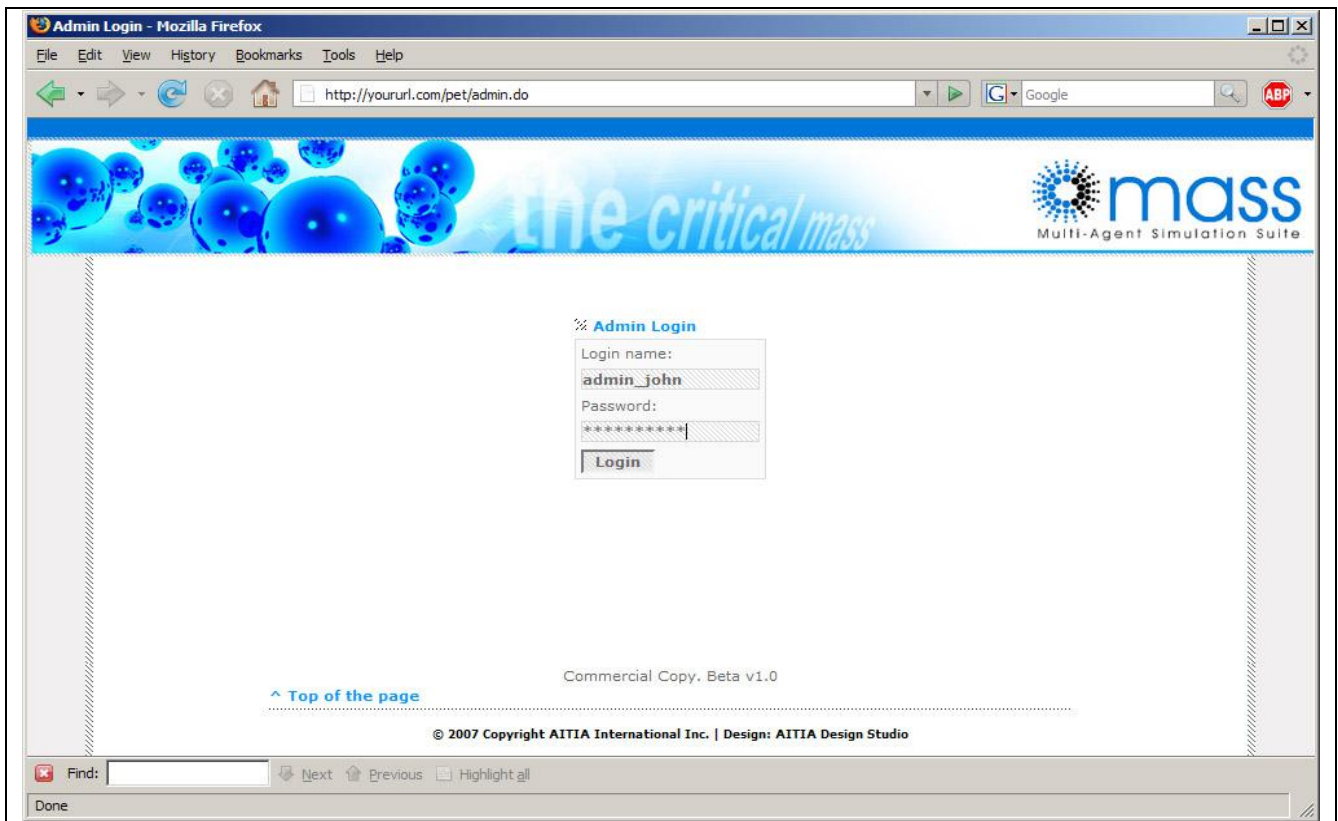 Admin Login - Mozilla Firefox
File Edit View History Bookmarks Tools Help
http://yoururl.com/pet/admin.do
G Google
ABP
the critical mass
mass
Multi-Agent Simulation Suite
Admin Login
Login name:
admin_john
Password:
**********
Login
Commercial Copy. Beta v1.0
^ Top of the page
© 2007 Copyright AITIA International Inc. | Design: AITIA Design Studio
Find: Next Previous Highlight all
Done